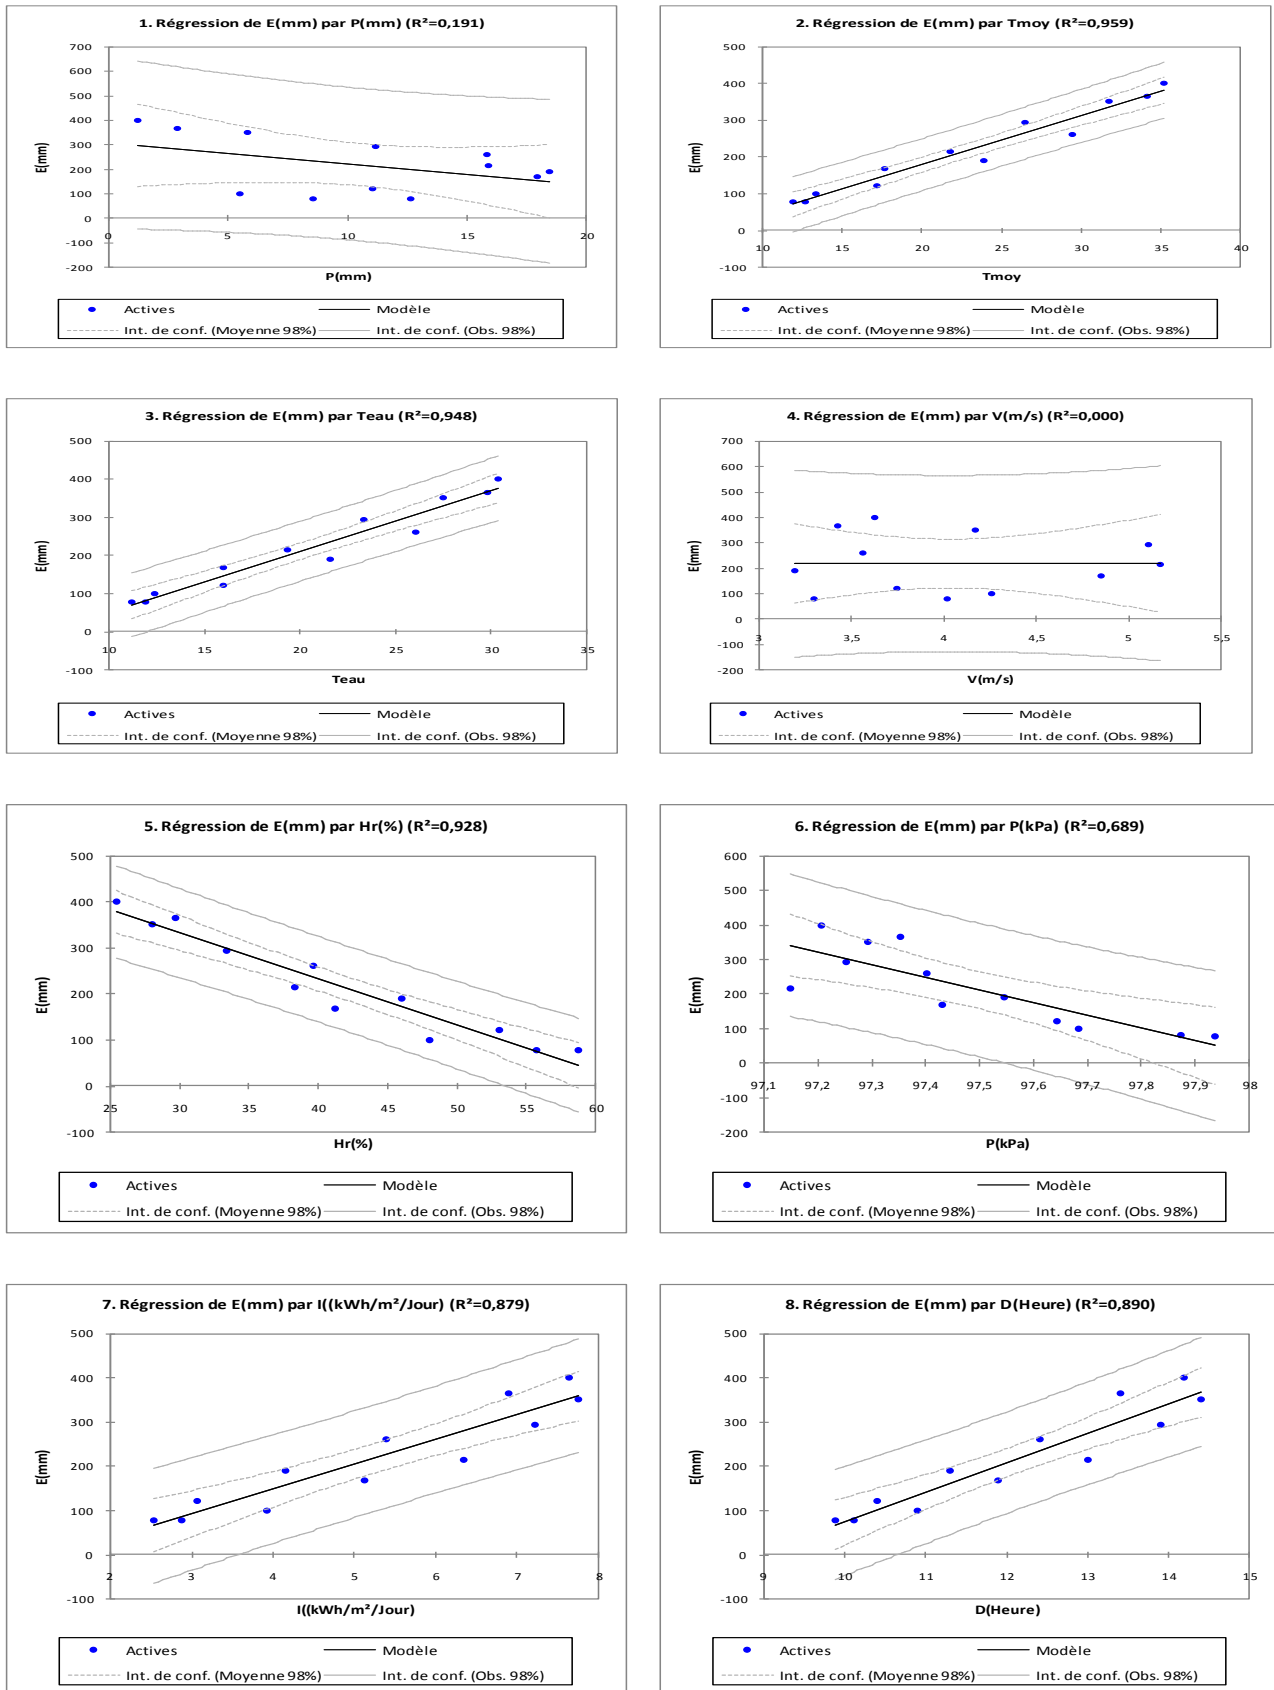 1. Régression de E(mm) par P(mm) (R²=0,191)
700
600
500
400
300
200
100
0
-100
-200
E(mm)
0
5
10
15
20
P(mm)
Actives
Modèle
Int. de conf. (Moyenne 98%)
Int. de conf. (Obs. 98%)
2. Régression de E(mm) par Tmoy (R²=0,959)
500
400
300
200
100
0
-100
E(mm)
10
15
20
25
30
35
40
Tmoy
Actives
Modèle
Int. de conf. (Moyenne 98%)
Int. de conf. (Obs. 98%)
3. Régression de E(mm) par Teau (R²=0,948)
500
400
300
200
100
0
-100
E(mm)
10
15
20
25
30
35
Teau
Actives
Modèle
Int. de conf. (Moyenne 98%)
Int. de conf. (Obs. 98%)
4. Régression de E(mm) par V(m/s) (R²=0,000)
700
600
500
400
300
200
100
0
-100
-200
E(mm)
3
3,5
4
4,5
5
5,5
V(m/s)
Actives
Modèle
Int. de conf. (Moyenne 98%)
Int. de conf. (Obs. 98%)
5. Régression de E(mm) par Hr(%) (R²=0,928)
500
400
300
200
100
0
-100
E(mm)
25
30
35
40
45
50
55
60
Hr(%)
Actives
Modèle
Int. de conf. (Moyenne 98%)
Int. de conf. (Obs. 98%)
6. Régression de E(mm) par P(kPa) (R²=0,689)
600
500
400
300
200
100
0
-100
-200
E(mm)
97,1
97,2
97,3
97,4
97,5
97,6
97,7
97,8
97,9
98
P(kPa)
Actives
Modèle
Int. de conf. (Moyenne 98%)
Int. de conf. (Obs. 98%)
7. Régression de E(mm) par I((kWh/m²/Jour) (R²=0,879)
500
400
300
200
100
0
-100
E(mm)
2
3
4
5
6
7
8
I((kWh/m²/Jour)
Actives
Modèle
Int. de conf. (Moyenne 98%)
Int. de conf. (Obs. 98%)
8. Régression de E(mm) par D(Heure) (R²=0,890)
500
400
300
200
100
0
-100
E(mm)
9
10
11
12
13
14
15
D(Heure)
Actives
Modèle
Int. de conf. (Moyenne 98%)
Int. de conf. (Obs. 98%)